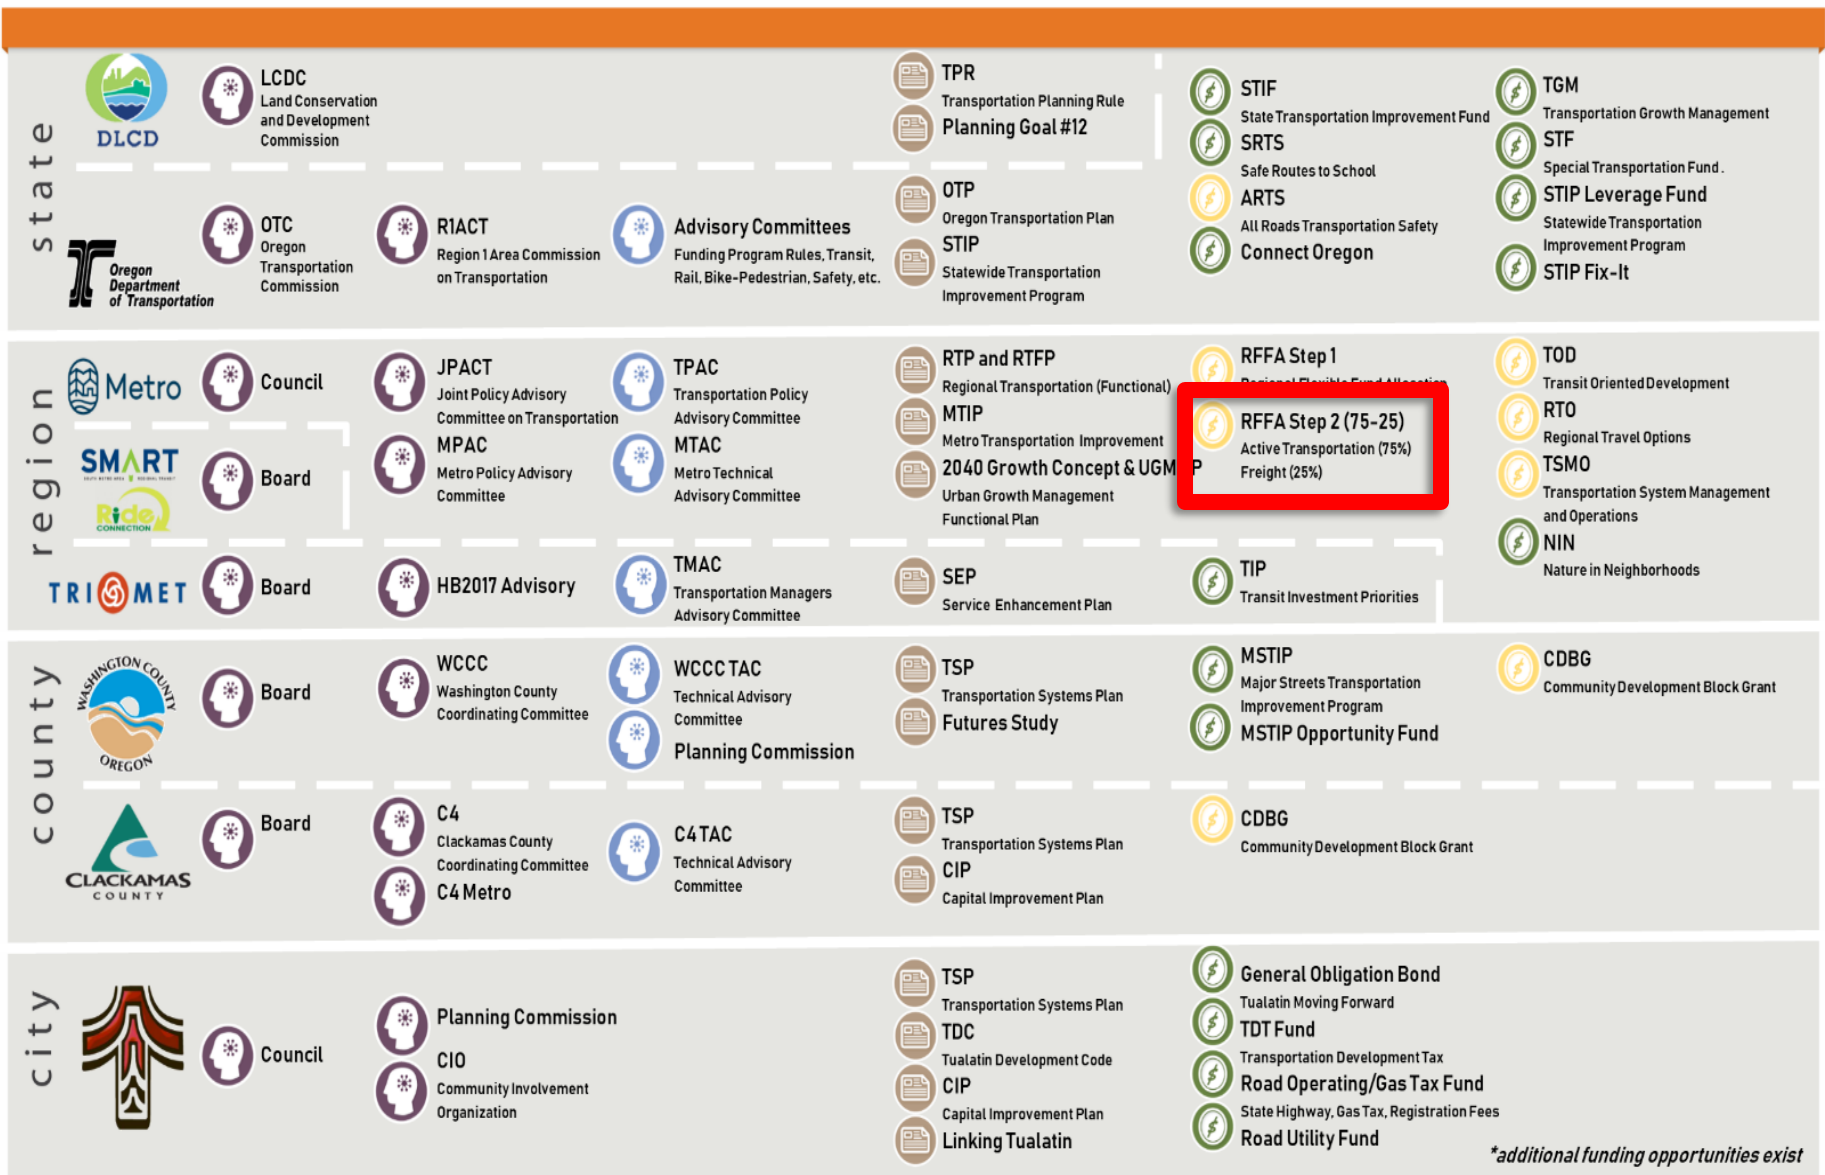 state
DLCD
LCDC
Land Conservation
and Development
Commission
TPR
Transportation Planning Rule
Planning Goal #12
STIF
State Transportation Improvement Fund
SRTS
Safe Routes to School
ARTS
All Roads Transportation Safety
Connect Oregon
TGM
Transportation Growth Management
STF
Special Transportation Fund .
STIP Leverage Fund
Statewide Transportation
Improvement Program
STIP Fix-It
Oregon
Department
of Transportation
OTC
Oregon
Transportation
Commission
R1ACT
Region 1 Area Commission
on Transportation
Advisory Committees
Funding Program Rules, Transit,
Rail, Bike-Pedestrian, Safety, etc.
OTP
Oregon Transportation Plan
STIP
Statewide Transportation
Improvement Program
region
Metro
Council
JPACT
Joint Policy Advisory
Committee on Transportation
MPAC
Metro Policy Advisory
Committee
TPAC
Transportation Policy
Advisory Committee
MTAC
Metro Technical
Advisory Committee
RTP and RTFP
Regional Transportation (Functional)
MTIP
Metro Transportation Improvement
2040 Growth Concept & UGM P
Urban Growth Management
Functional Plan
RFFA Step 1
Regional Flexible Fund Allocation
RFFA Step 2 (75-25)
Active Transportation (75%)
Freight (25%)
TOD
Transit Oriented Development
RTO
Regional Travel Options
TSMO
Transportation System Management
and Operations
NIN
Nature in Neighborhoods
SMART
SOUTH METRO AREA REGIONAL TRANSIT
Ride
CONNECTION
Board
TRI MET
Board
HB2017 Advisory
TMAC
Transportation Managers
Advisory Committee
SEP
Service Enhancement Plan
TIP
Transit Investment Priorities
county
WASHINGTON COUNTY
OREGON
Board
WCCC
Washington County
Coordinating Committee
WCCC TAC
Technical Advisory
Committee
Planning Commission
TSP
Transportation Systems Plan
Futures Study
MSTIP
Major Streets Transportation
Improvement Program
MSTIP Opportunity Fund
CDBG
Community Development Block Grant
CLACKAMAS
COUNTY
Board
C4
Clackamas County
Coordinating Committee
C4 Metro
C4 TAC
Technical Advisory
Committee
TSP
Transportation Systems Plan
CIP
Capital Improvement Plan
CDBG
Community Development Block Grant
city
Council
Planning Commission
CIO
Community Involvement
Organization
TSP
Transportation Systems Plan
TDC
Tualatin Development Code
CIP
Capital Improvement Plan
Linking Tualatin
General Obligation Bond
Tualatin Moving Forward
TDT Fund
Transportation Development Tax
Road Operating/Gas Tax Fund
State Highway, Gas Tax, Registration Fees
Road Utility Fund
*additional funding opportunities exist